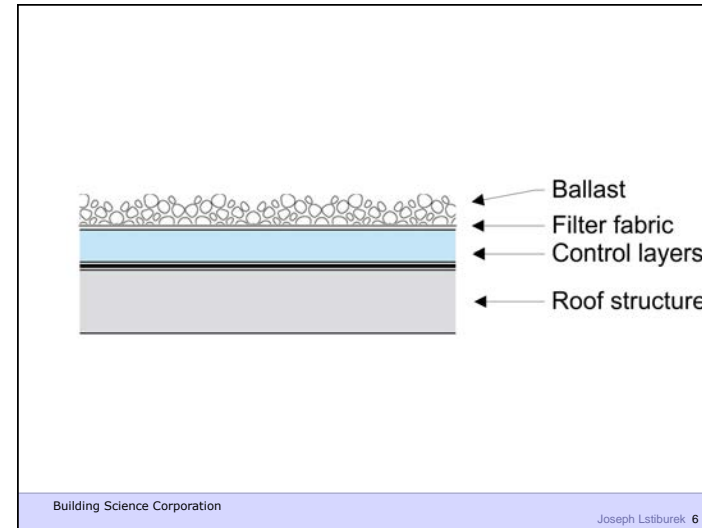 Ballast
Filter fabric
Control layers
Roof structure
Building Science Corporation
Joseph Lstiburek 6